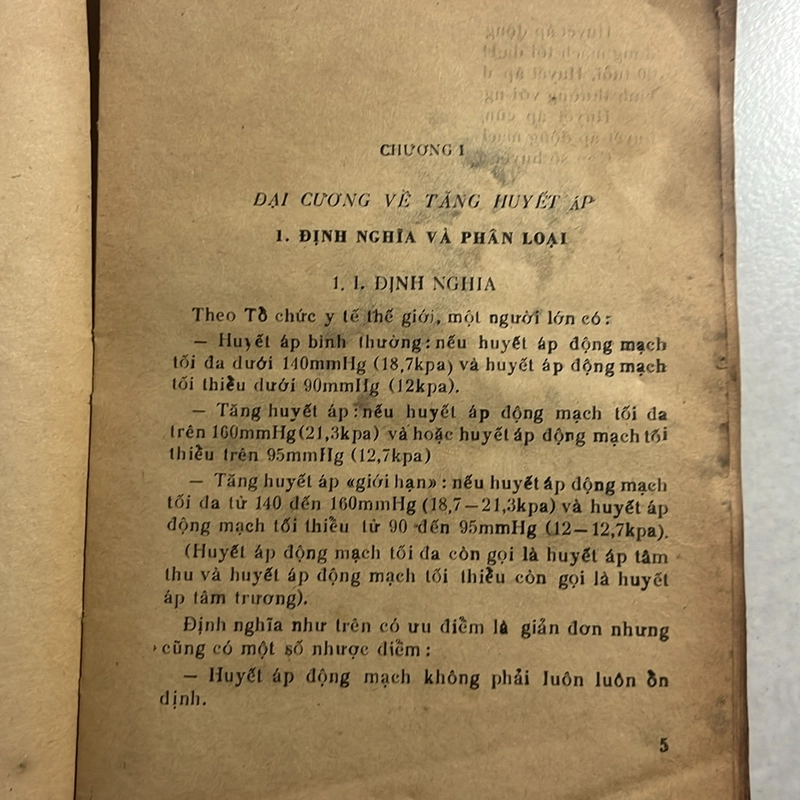 CHƯƠNG 1
ĐẠI CƯƠNG VỀ TĂNG HUYẾT ÁP
1. ĐỊNH NGHĨA VÀ PHÂN LOẠI
1. 1. ĐỊNH NGHĨA
Theo Tổ chức y tế thế giới, một người lớn có:
— Huyết áp bình thường: nếu huyết áp động mạch
tối đa dưới 140mmHg (18,7kpa) và huyết áp động mạch
tối thiểu dưới 90mmHg (12kpa).
— Tăng huyết áp: nếu huyết áp động mạch tối đa
trên 160mmHg (21,3kpa) và hoặc huyết áp động mạch tối
thiểu trên 95mmHg (12,7kpa)
— Tăng huyết áp «giới hạn»: nếu huyết áp động mạch
tối đa từ 140 đến 160mmHg (18,7—21,3kpa) và huyết áp
động mạch tối thiểu từ 90 đến 95mmHg (12—12,7kpa).
(Huyết áp động mạch tối đa còn gọi là huyết áp tâm
thu và huyết áp động mạch tối thiểu còn gọi là huyết
áp tâm trương).
Định nghĩa như trên có ưu điểm là giản đơn nhưng
cũng có một số nhược điểm:
— Huyết áp động mạch không phải luôn luôn ổn
định.
5